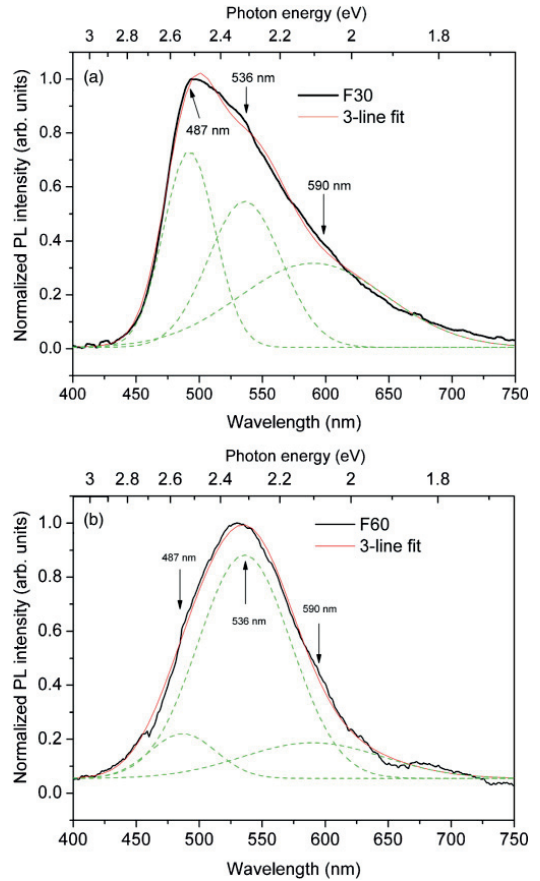 Photon energy (eV)
3 2.8 2.6 2.4 2.2 2 1.8
(a)
536 nm
F30
3-line fit
487 nm
590 nm
Normalized PL intensity (arb. units)
1.0
0.8
0.6
0.4
0.2
0.0
400 450 500 550 600 650 700 750
Wavelength (nm)
Photon energy (eV)
3 2.8 2.6 2.4 2.2 2 1.8
(b)
F60
3-line fit
487 nm
536 nm
590 nm
Normalized PL intensity (arb. units)
1.0
0.8
0.6
0.4
0.2
0.0
400 450 500 550 600 650 700 750
Wavelength (nm)